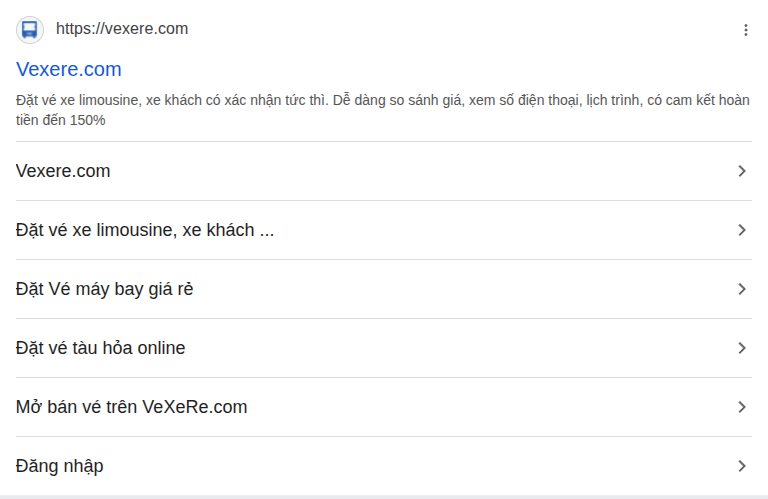 https://vexere.com
Vexere.com
Đặt vé xe limousine, xe khách có xác nhận tức thì. Dễ dàng so sánh giá, xem số điện thoại, lịch trình, có cam kết hoàn
tiền đến 150%
Vexere.com
Đặt vé xe limousine, xe khách ...
Đặt Vé máy bay giá rẻ
Đặt vé tàu hỏa online
Mở bán vé trên VeXeRe.com
Đăng nhập